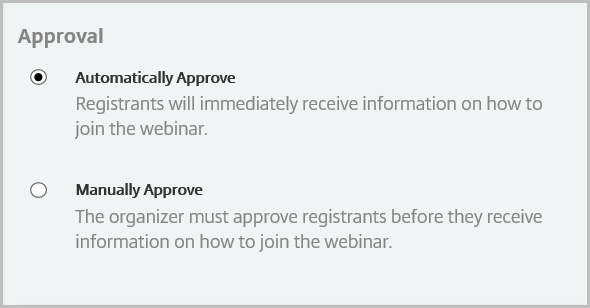 Approval
Automatically Approve
Registrants will immediately receive information on how to
join the webinar.
Manually Approve
The organizer must approve registrants before they receive
information on how to join the webinar.